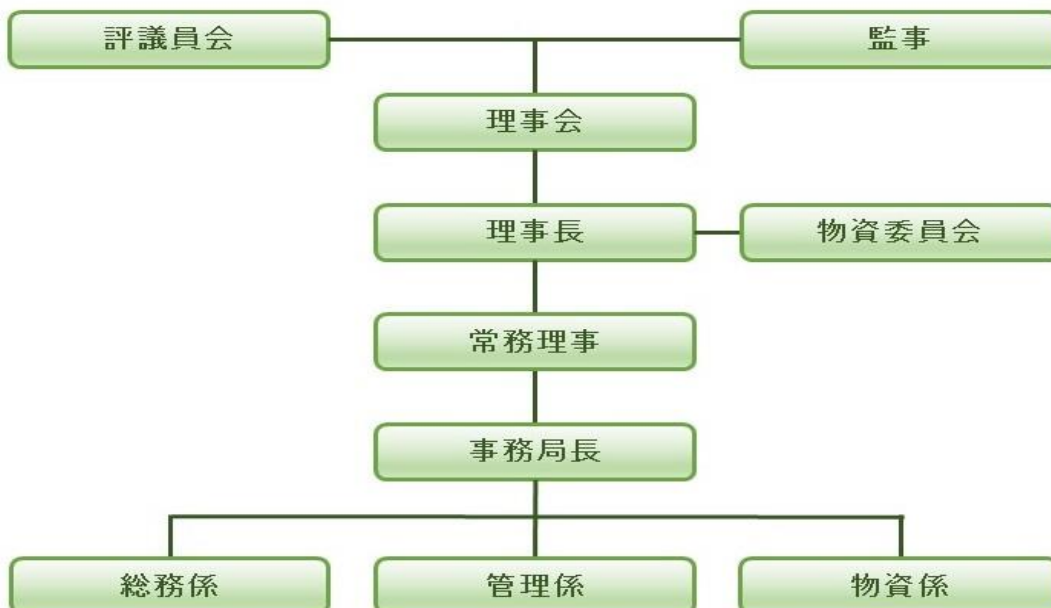 評議員会
監事
理事会
理事長
物資委員会
常務理事
事務局長
総務係
管理係
物資係